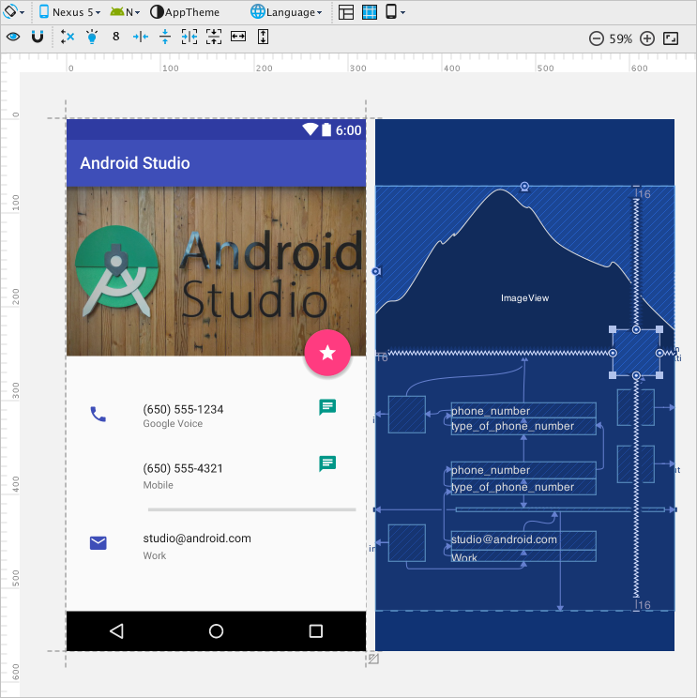 Nexus 5 N AppTheme Language
8 59%
0 100 200 300 400 500 600
0
100
200
300
400
500
600
6:00
Android Studio
Android
Studio
(650) 555-1234
Google Voice
(650) 555-4321
Mobile
studio@android.com
Work
16
ImageView
16
phone_number
type_of_phone_number
phone_number
type_of_phone_number
studio@android.com
Work
16